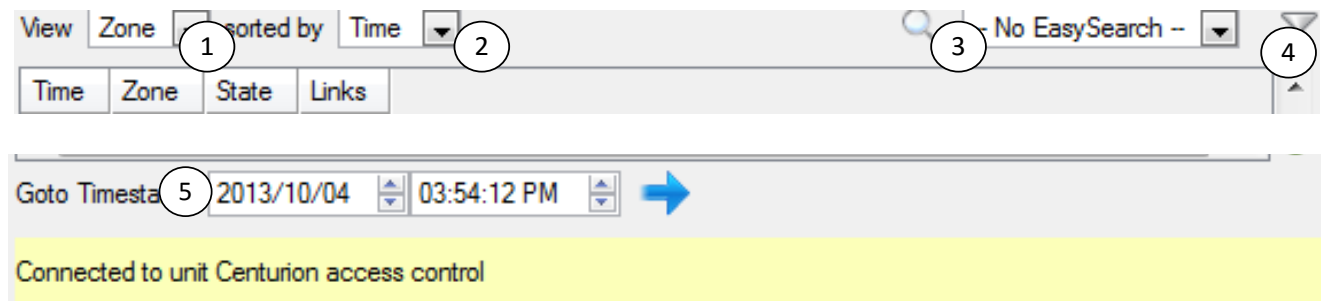 View Zone sorted by Time -- No EasySearch --
1 2 3 4
Time Zone State Links
Goto 5 2013/10/04 03:54:12 PM
Connected to unit Centurion access control